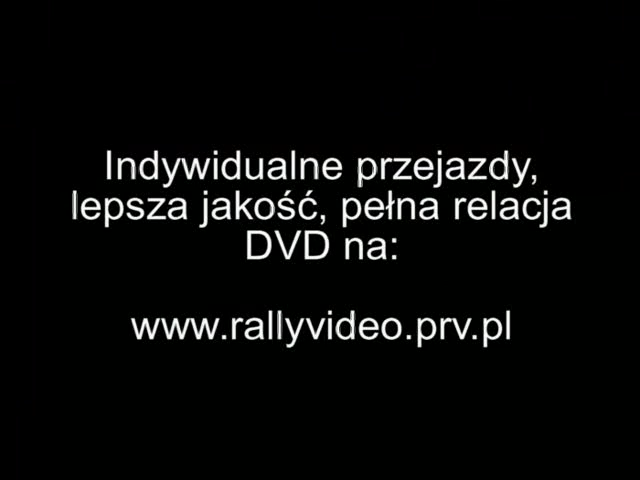 Indywidualne przejazdy,
lepsza jakość, pełna relacja
DVD na:
www.rallyvideo.prv.pl